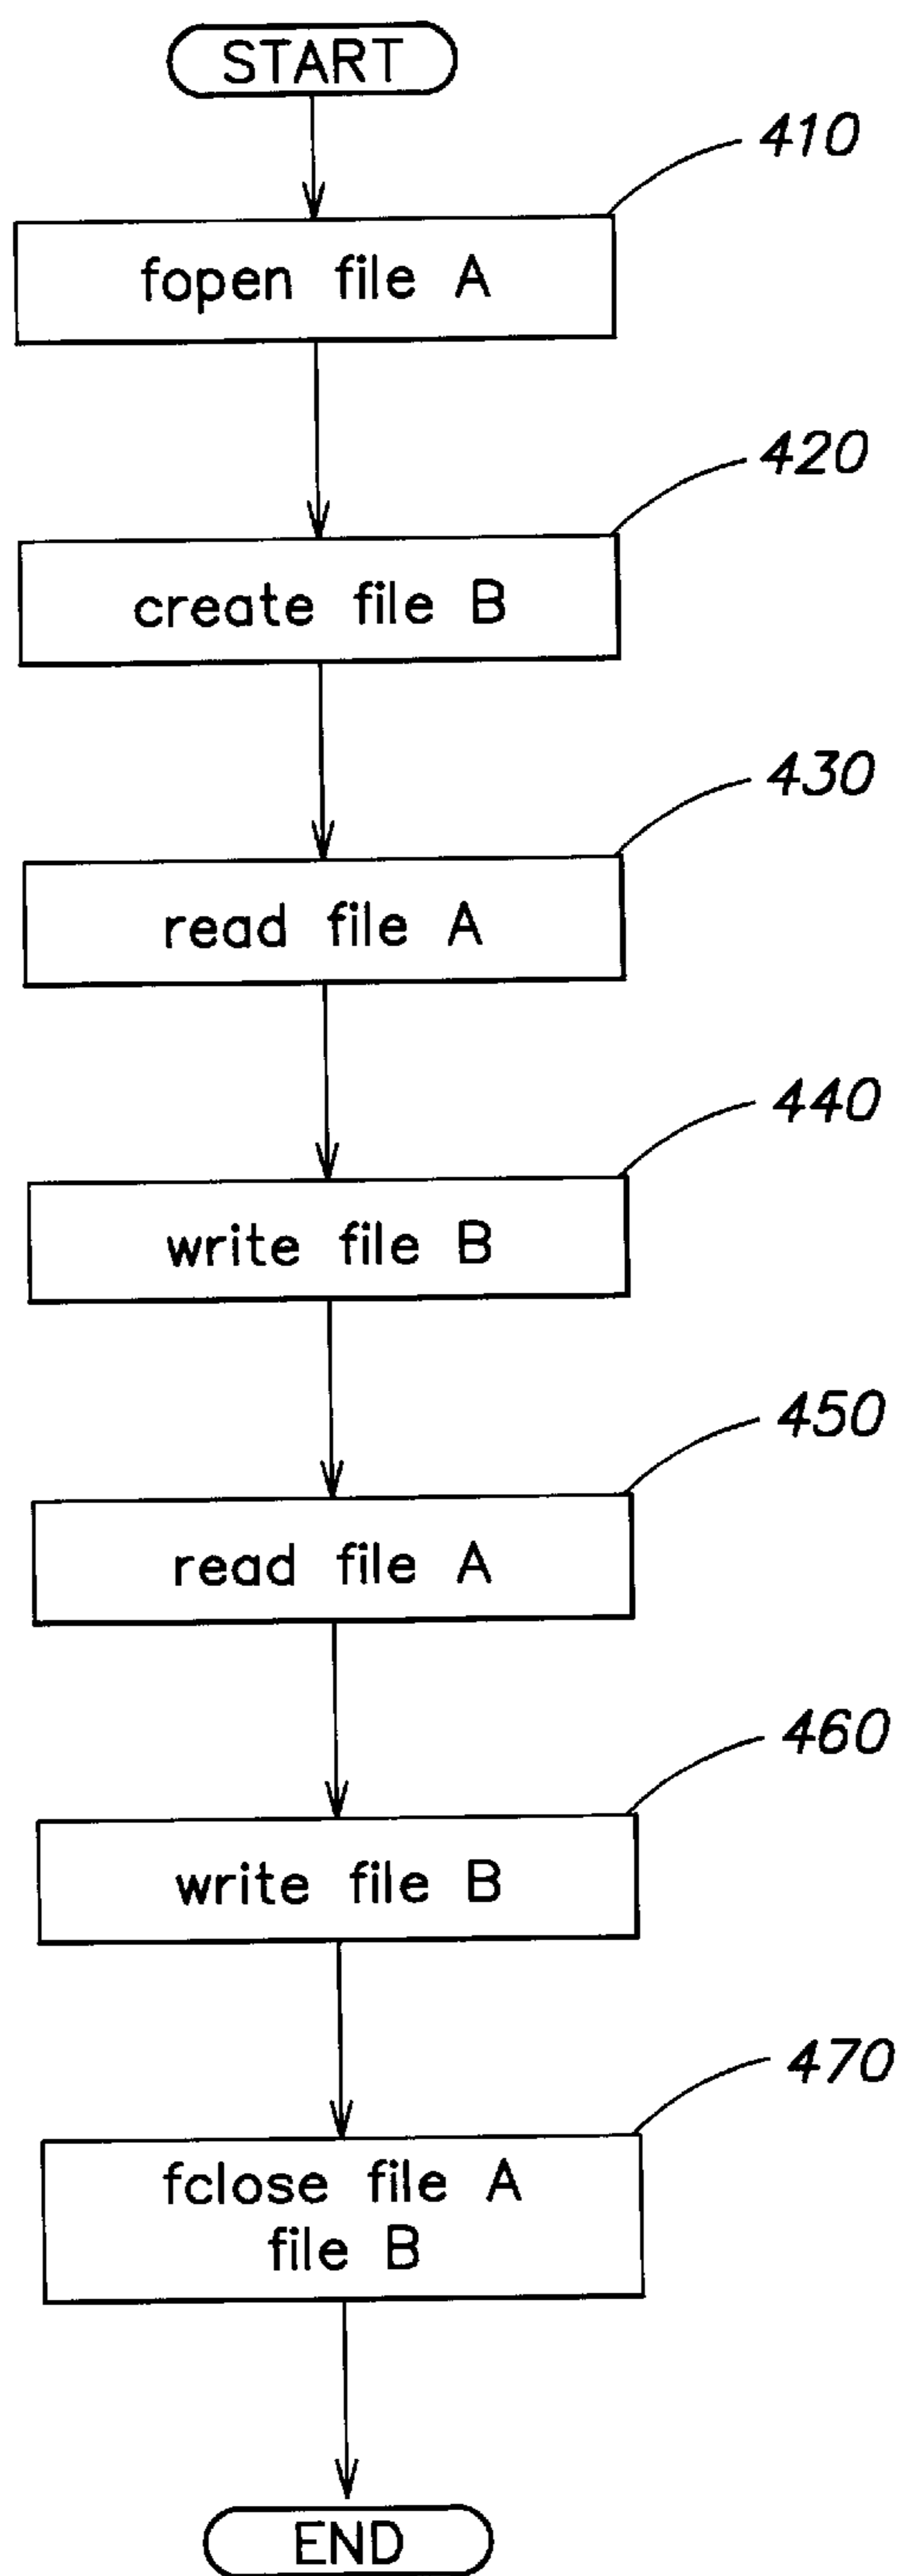 START
410
fopen file A
420
create file B
430
read file A
440
write file B
450
read file A
460
write file B
470
fclose file A
file B
END